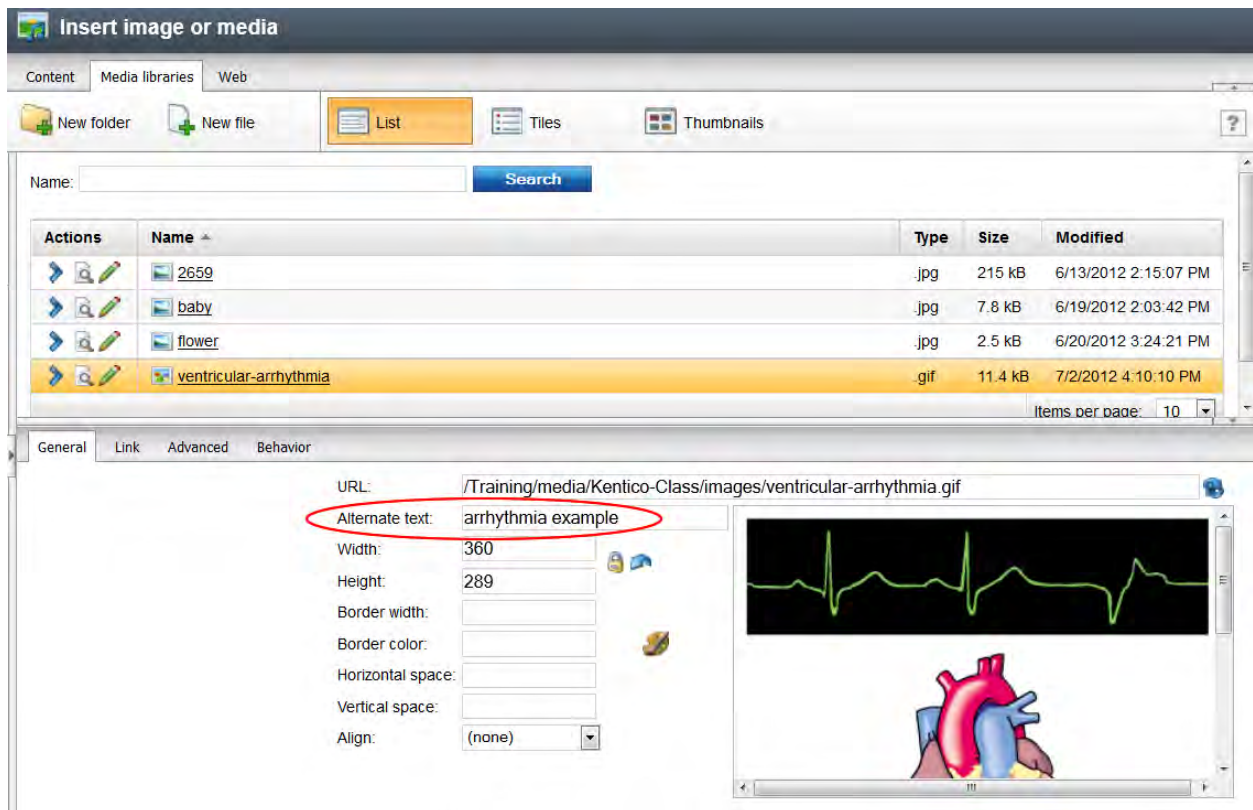 Insert image or media
Content Media libraries Web
New folder New file List Tiles Thumbnails ?
Name: Search
Actions Name Type Size Modified
2659 .jpg 215 kB 6/13/2012 2:15:07 PM
baby .jpg 7.8 kB 6/19/2012 2:03:42 PM
flower .jpg 2.5 kB 6/20/2012 3:24:21 PM
ventricular-arrhythmia .gif 11.4 kB 7/2/2012 4:10:10 PM
Items per page: 10
General Link Advanced Behavior
URL: /Training/media/Kentico-Class/images/ventricular-arrhythmia.gif
Alternate text: arrhythmia example
Width: 360
Height: 289
Border width:
Border color:
Horizontal space:
Vertical space:
Align: (none)